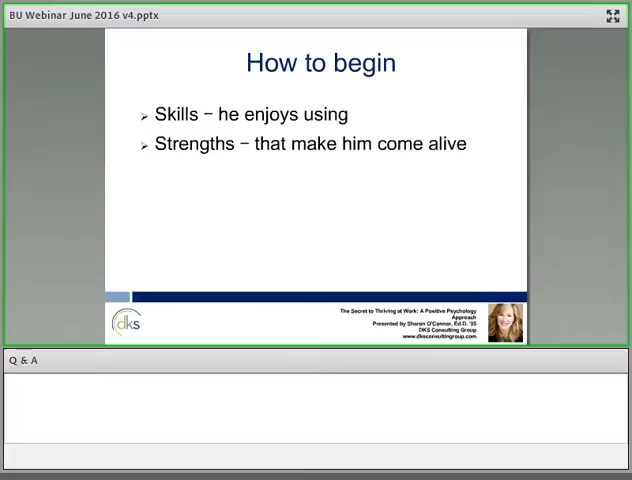 BU Webinar June 2016 v4.pptx
How to begin
➢ Skills – he enjoys using
➢ Strengths – that make him come alive
The Secret to Thriving at Work: A Positive Psychology
Approach
Presented by Sharon O'Connor, Ed.D. '95
DKS Consulting Group
www.dksconsultinggroup.com
dks
Q & A